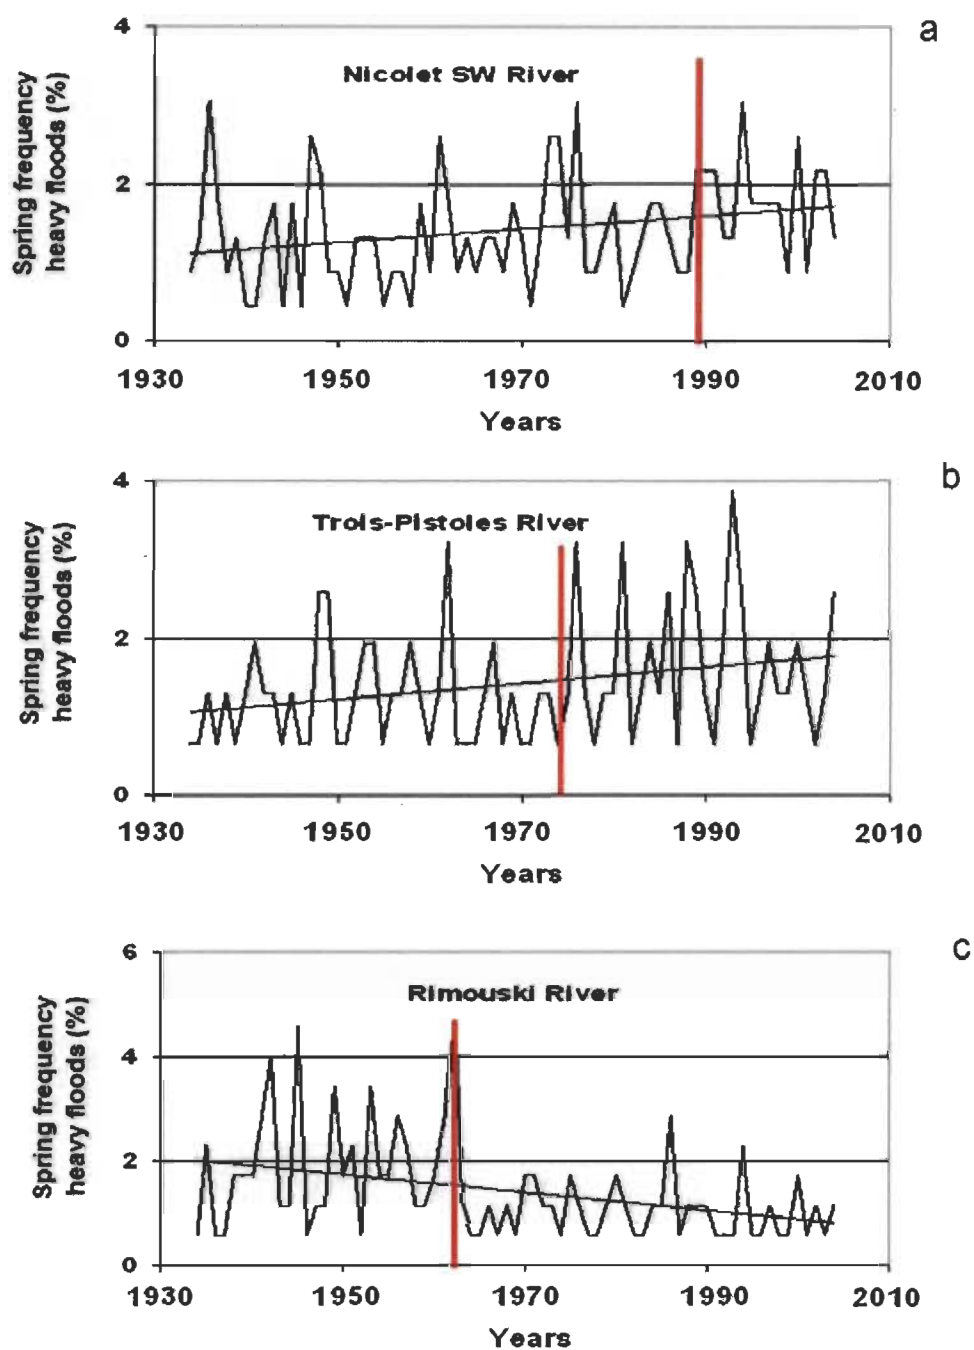 a
4
Nicolet SW River
2
0
Spring frequency
heavy floods (%)
1930 1950 1970 1990 2010
Years
b
4
Trois-Pistoles River
2
0
Spring frequency
heavy floods (%)
1930 1950 1970 1990 2010
Years
c
6
Rimouski River
4
2
0
Spring frequency
heavy floods (%)
1930 1950 1970 1990 2010
Years